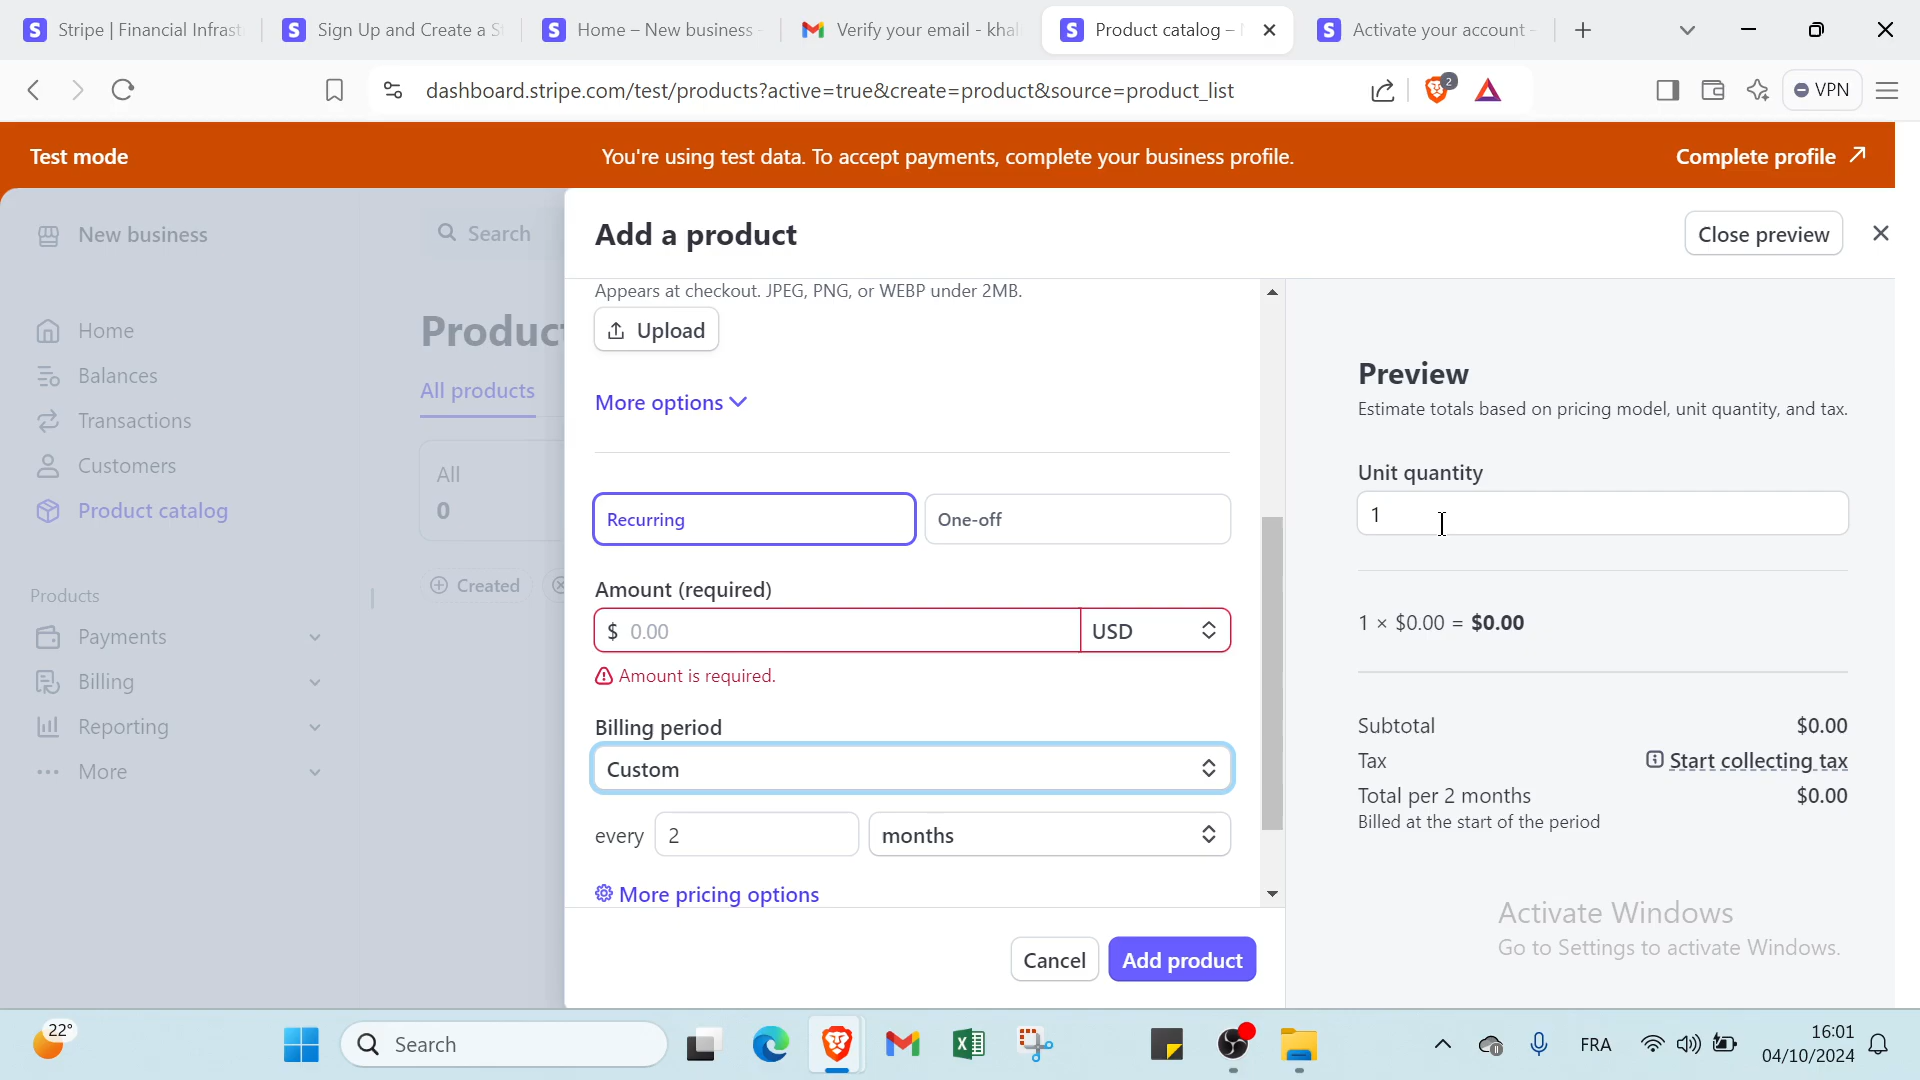 Stripe | Financial Infrast
Sign Up and Create a S
Home – New business -
Verify your email - khal
Product catalog –
Activate your account -
dashboard.stripe.com/test/products?active=true&create=product&source=product_list
2
VPN
Test mode
You're using test data. To accept payments, complete your business profile.
Complete profile
New business
Search
Home
Balances
Transactions
Customers
Product catalog
Products
Payments
Billing
Reporting
More
Product
All products
All
0
Created
Add a product
Close preview
Appears at checkout. JPEG, PNG, or WEBP under 2MB.
Upload
More options
Recurring
One-off
Amount (required)
$ 0.00
USD
Amount is required.
Billing period
Custom
every
2
months
More pricing options
Cancel
Add product
Preview
Estimate totals based on pricing model, unit quantity, and tax.
Unit quantity
1
1 × $0.00 = $0.00
Subtotal $0.00
Tax Start collecting tax
Total per 2 months $0.00
Billed at the start of the period
Activate Windows
Go to Settings to activate Windows.
22°
Search
FRA
16:01
04/10/2024